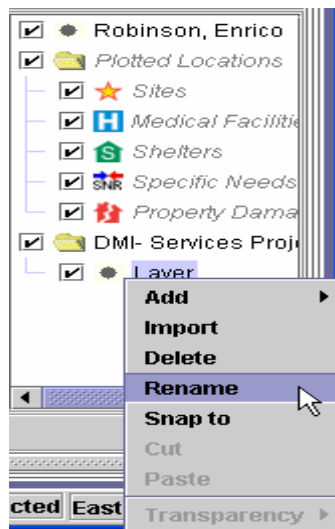 Robinson, Enrico
Plotted Locations
Sites
H Medical Facilitie
S Shelters
SNR Specific Needs
Property Dama
DMI- Services Proj
Layer
Add
Import
Delete
Rename
Snap to
Cut
Paste
cted East
Transparency